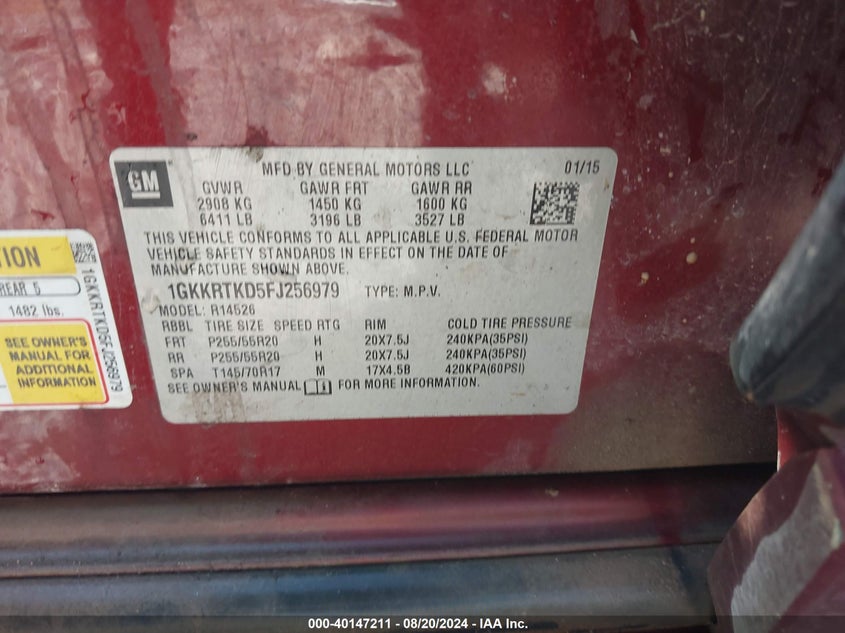 GM
MFD BY GENERAL MOTORS LLC 01/15
GVWR GAWR FRT GAWR RR
2908 KG 1450 KG 1600 KG
6411 LB 3196 LB 3527 LB
THIS VEHICLE CONFORMS TO ALL APPLICABLE U.S. FEDERAL MOTOR
VEHICLE SAFETY STANDARDS IN EFFECT ON THE DATE OF
MANUFACTURE SHOWN ABOVE.
1GKKRTKD5FJ256979 TYPE: M.P.V.
MODEL: R14526
RBBL TIRE SIZE SPEED RTG RIM COLD TIRE PRESSURE
FRT P255/55R20 H 20X7.5J 240KPA(35PSI)
RR P255/55R20 H 20X7.5J 240KPA(35PSI)
SPA T145/70R17 M 17X4.5B 420KPA(60PSI)
SEE OWNER'S MANUAL FOR MORE INFORMATION.
REAR 5
1482 lbs.
SEE OWNER'S
MANUAL FOR
ADDITIONAL
INFORMATION
1GKKRTKD5FJ256979
000-40147211 - 08/20/2024 - IAA Inc.